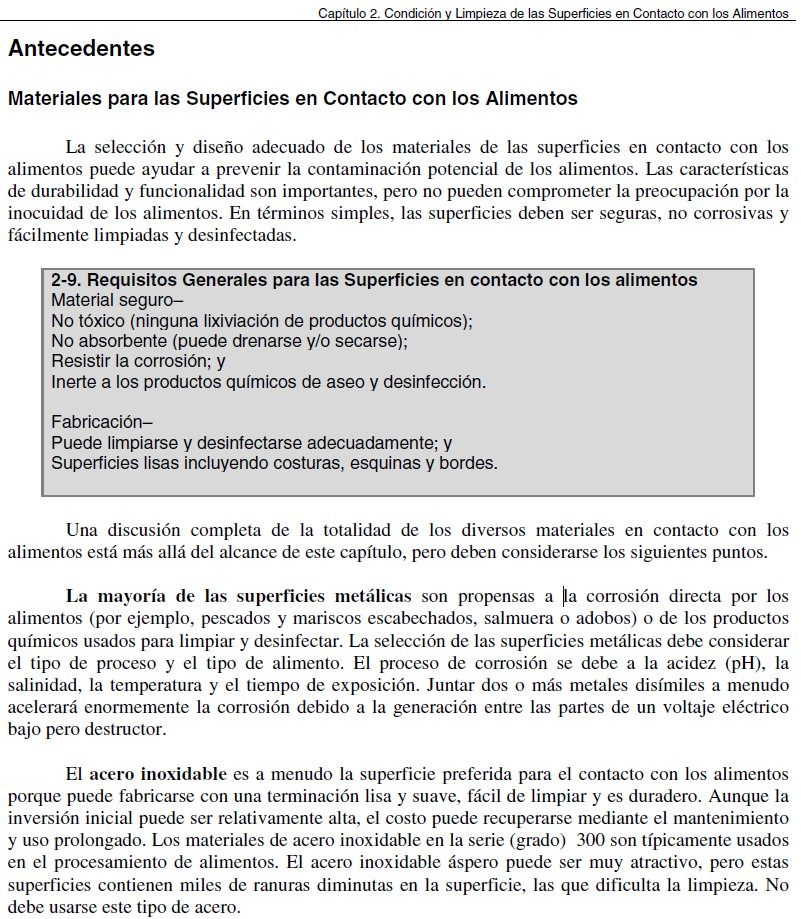 Capítulo 2. Condición y Limpieza de las Superficies en Contacto con los Alimentos
Antecedentes
Materiales para las Superficies en Contacto con los Alimentos
La selección y diseño adecuado de los materiales de las superficies en contacto con los
alimentos puede ayudar a prevenir la contaminación potencial de los alimentos. Las características
de durabilidad y funcionalidad son importantes, pero no pueden comprometer la preocupación por la
inocuidad de los alimentos. En términos simples, las superficies deben ser seguras, no corrosivas y
fácilmente limpiadas y desinfectadas.
2-9. Requisitos Generales para las Superficies en contacto con los alimentos
Material seguro–
No tóxico (ninguna lixiviación de productos químicos);
No absorbente (puede drenarse y/o secarse);
Resistir la corrosión; y
Inerte a los productos químicos de aseo y desinfección.
Fabricación–
Puede limpiarse y desinfectarse adecuadamente; y
Superficies lisas incluyendo costuras, esquinas y bordes.
Una discusión completa de la totalidad de los diversos materiales en contacto con los
alimentos está más allá del alcance de este capítulo, pero deben considerarse los siguientes puntos.
La mayoría de las superficies metálicas son propensas a la corrosión directa por los
alimentos (por ejemplo, pescados y mariscos escabechados, salmuera o adobos) o de los productos
químicos usados para limpiar y desinfectar. La selección de las superficies metálicas debe considerar
el tipo de proceso y el tipo de alimento. El proceso de corrosión se debe a la acidez (pH), la
salinidad, la temperatura y el tiempo de exposición. Juntar dos o más metales disímiles a menudo
acelerará enormemente la corrosión debido a la generación entre las partes de un voltaje eléctrico
bajo pero destructor.
El acero inoxidable es a menudo la superficie preferida para el contacto con los alimentos
porque puede fabricarse con una terminación lisa y suave, fácil de limpiar y es duradero. Aunque la
inversión inicial puede ser relativamente alta, el costo puede recuperarse mediante el mantenimiento
y uso prolongado. Los materiales de acero inoxidable en la serie (grado) 300 son típicamente usados
en el procesamiento de alimentos. El acero inoxidable áspero puede ser muy atractivo, pero estas
superficies contienen miles de ranuras diminutas en la superficie, las que dificulta la limpieza. No
debe usarse este tipo de acero.